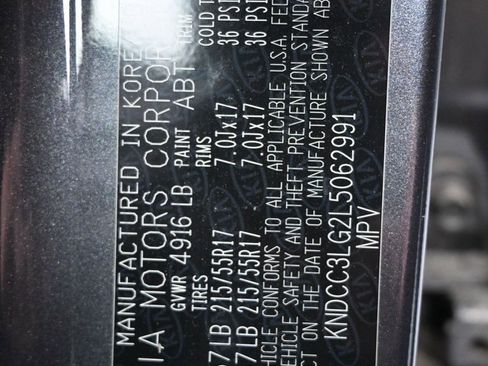 MANUFACTURED IN KORE
IA MOTORS CORPOR
GVWR 4916 LB PAINT ABT TRIM
TIRES RIMS COLD T
7 LB 215/55R17 7.0Jx17 36 PSI
7 LB 215/55R17 7.0Jx17 36 PSI
HICLE CONFORMS TO ALL APPLICABLE U.S.A. FEE
EHICLE SAFETY AND THEFT PREVENTION STANDA
CT ON THE DATE OF MANUFACTURE SHOWN AB
KNDCC3LG2L5062991
MPV